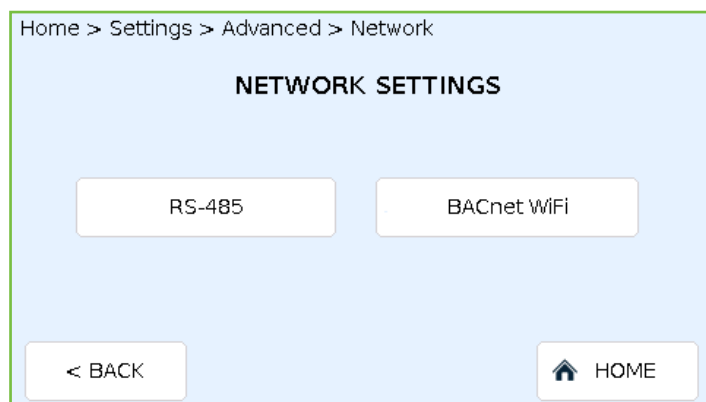 Home > Settings > Advanced > Network
NETWORK SETTINGS
RS-485
BACnet WiFi
< BACK
HOME